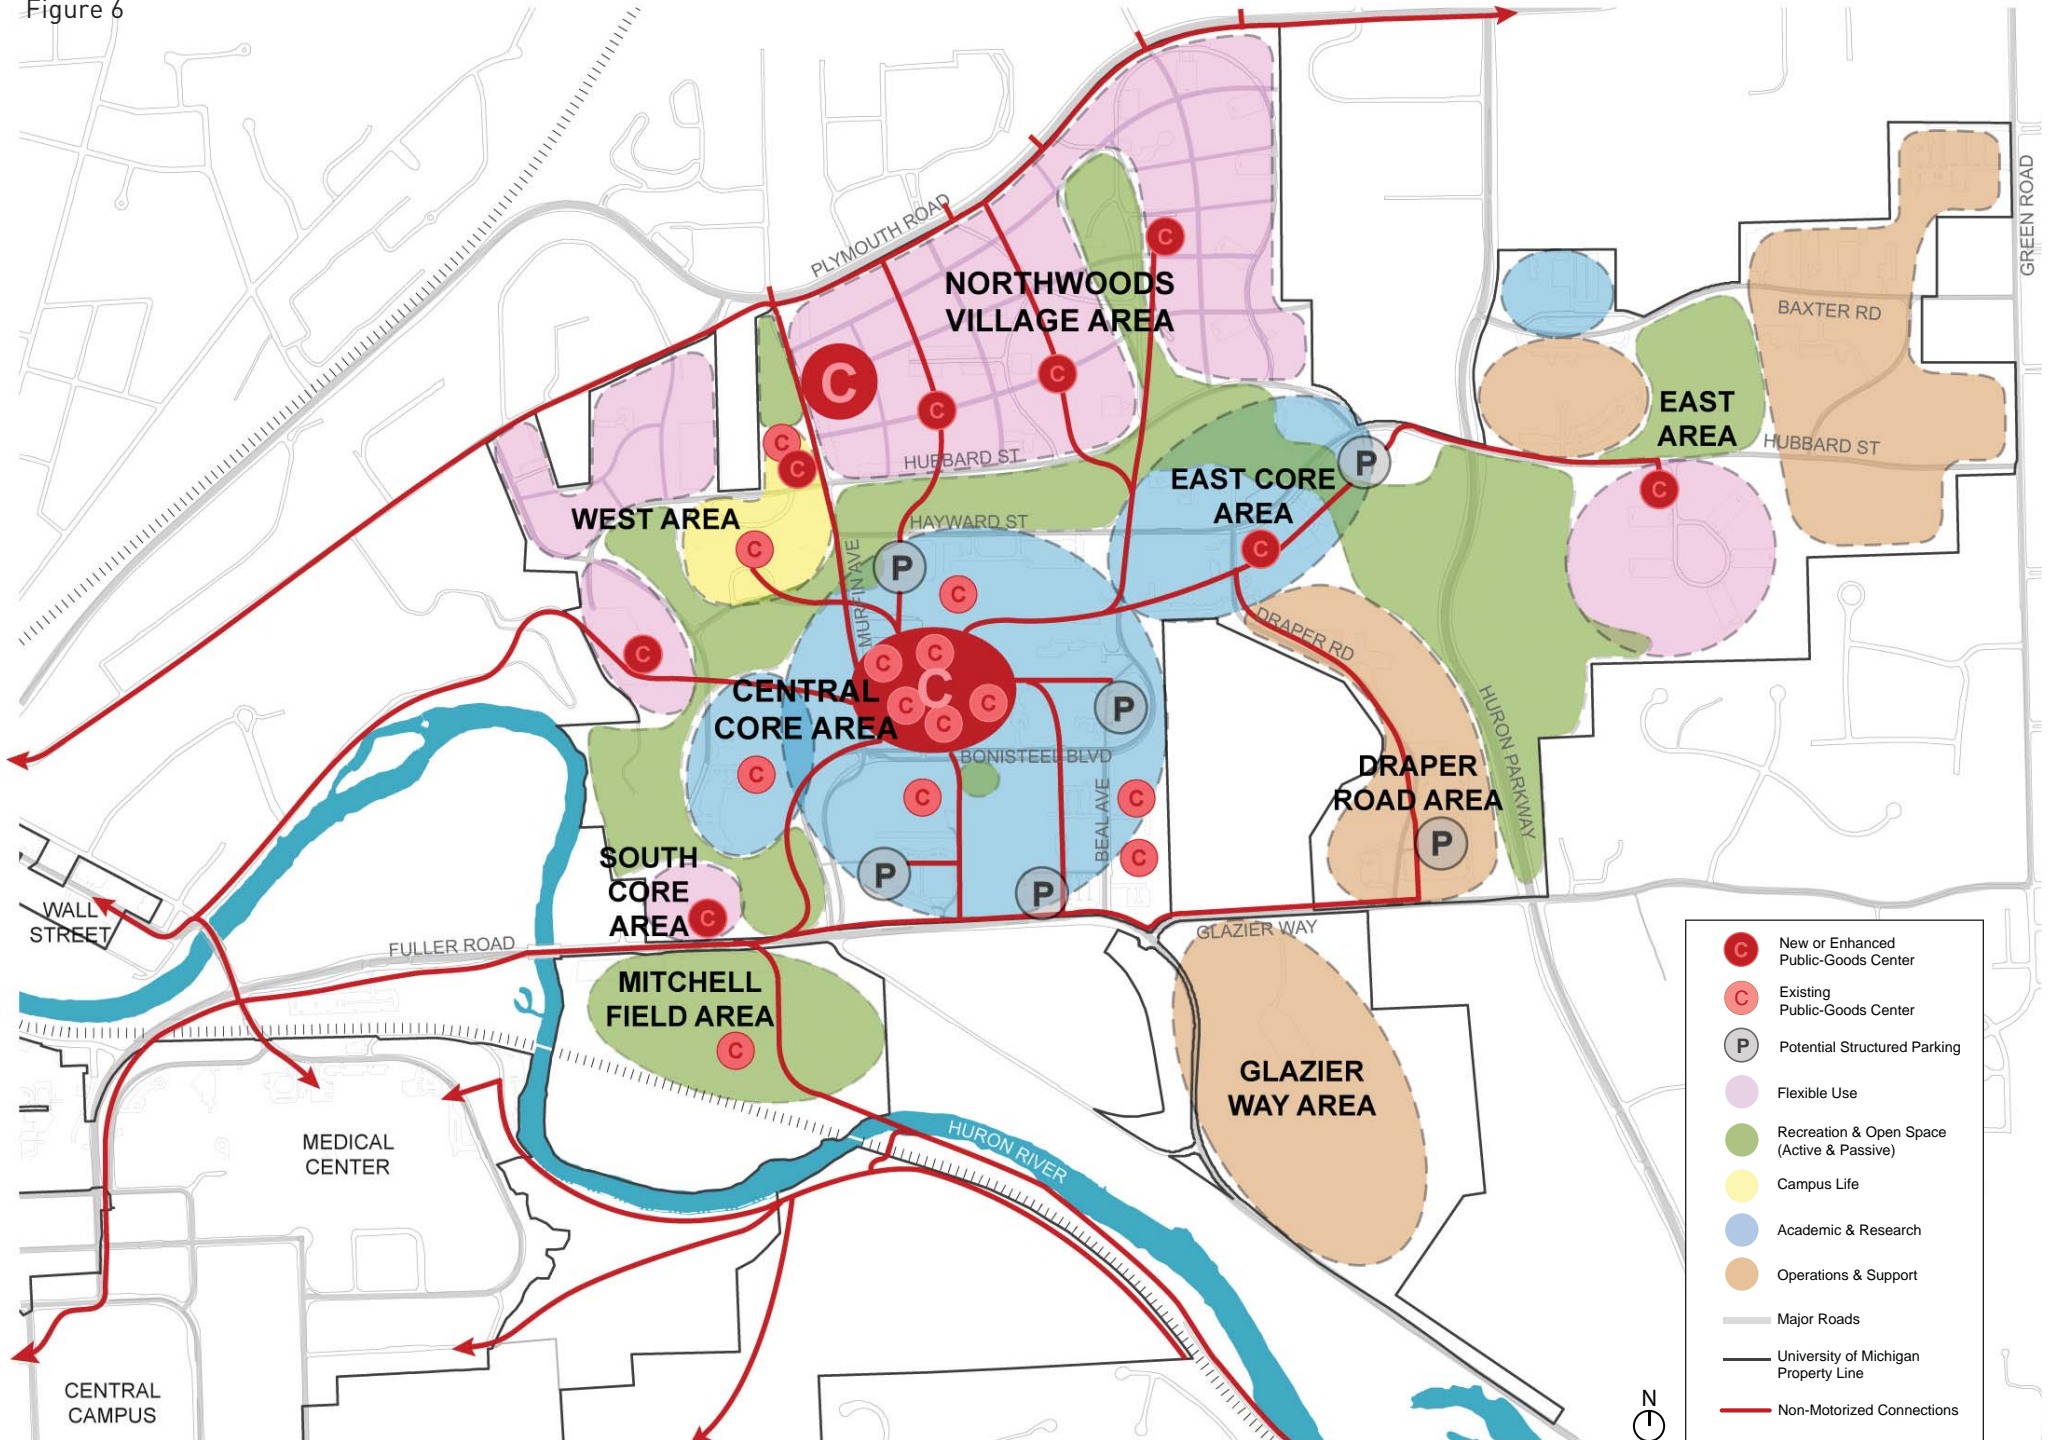 Figure 6
PLYMOUTH ROAD
GREEN ROAD
C
NORTHWOODS
VILLAGE AREA
BAXTER RD
C
C
C
EAST
AREA
C
C
HUBBARD ST
HUBBARD ST
P
EAST CORE
AREA
C
WEST AREA
HAYWARD ST
C
C
MURFIN AVE
P
C
DRAPER RD
C
C
C
C
C
C
C
C
CENTRAL
CORE AREA
P
HURON PARKWAY
BONISTEEL BLVD
C
C
C
BEAL AVE
DRAPER
ROAD AREA
P
C
SOUTH
CORE
AREA
C
P
P
WALL
STREET
FULLER ROAD
GLAZIER WAY
MITCHELL
FIELD AREA
C
GLAZIER
WAY AREA
MEDICAL
CENTER
HURON RIVER
CENTRAL
CAMPUS
C
New or Enhanced
Public-Goods Center
C
Existing
Public-Goods Center
P
Potential Structured Parking
Flexible Use
Recreation & Open Space
(Active & Passive)
Campus Life
Academic & Research
Operations & Support
Major Roads
University of Michigan
Property Line
Non-Motorized Connections
N